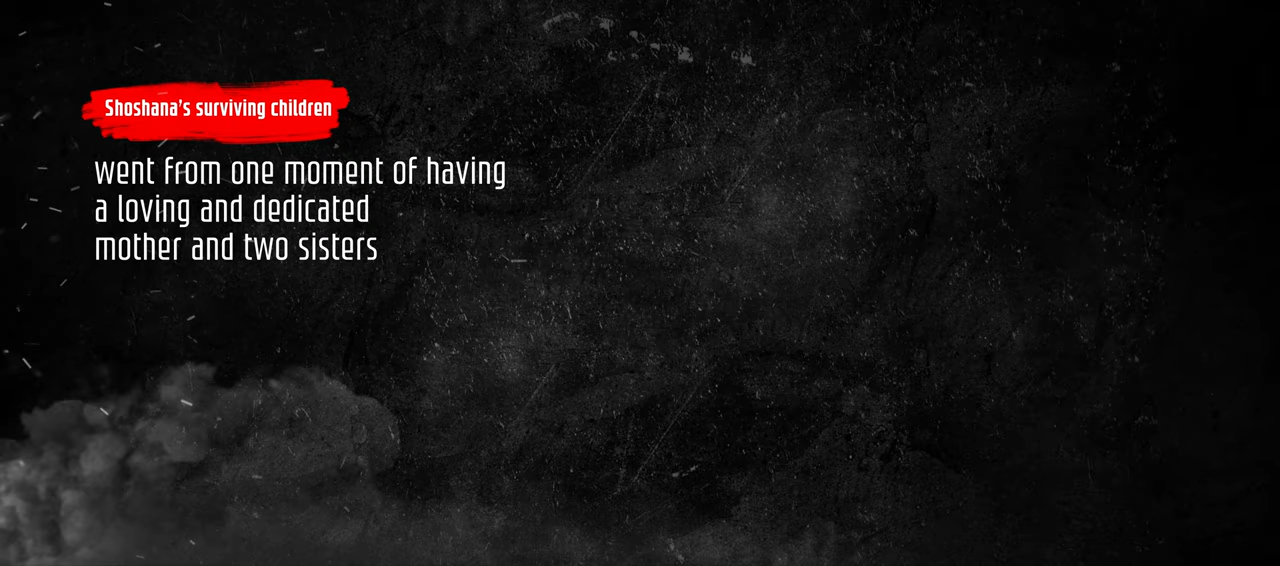 Shoshana's surviving children
went from one moment of having
a loving and dedicated
mother and two sisters